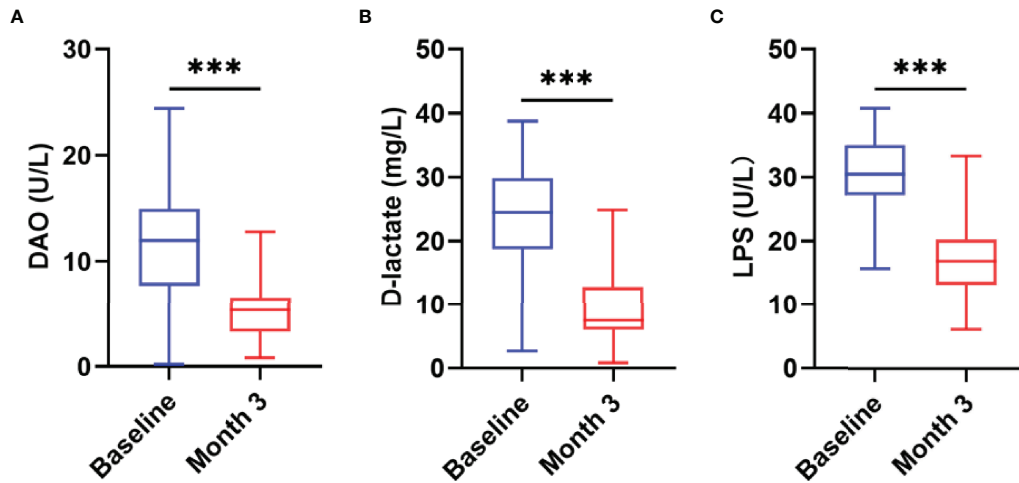 A
DAO (U/L)
30
20
10
0
***
Baseline
Month 3
B
D-lactate (mg/L)
50
40
30
20
10
0
***
Baseline
Month 3
C
LPS (U/L)
50
40
30
20
10
0
***
Baseline
Month 3